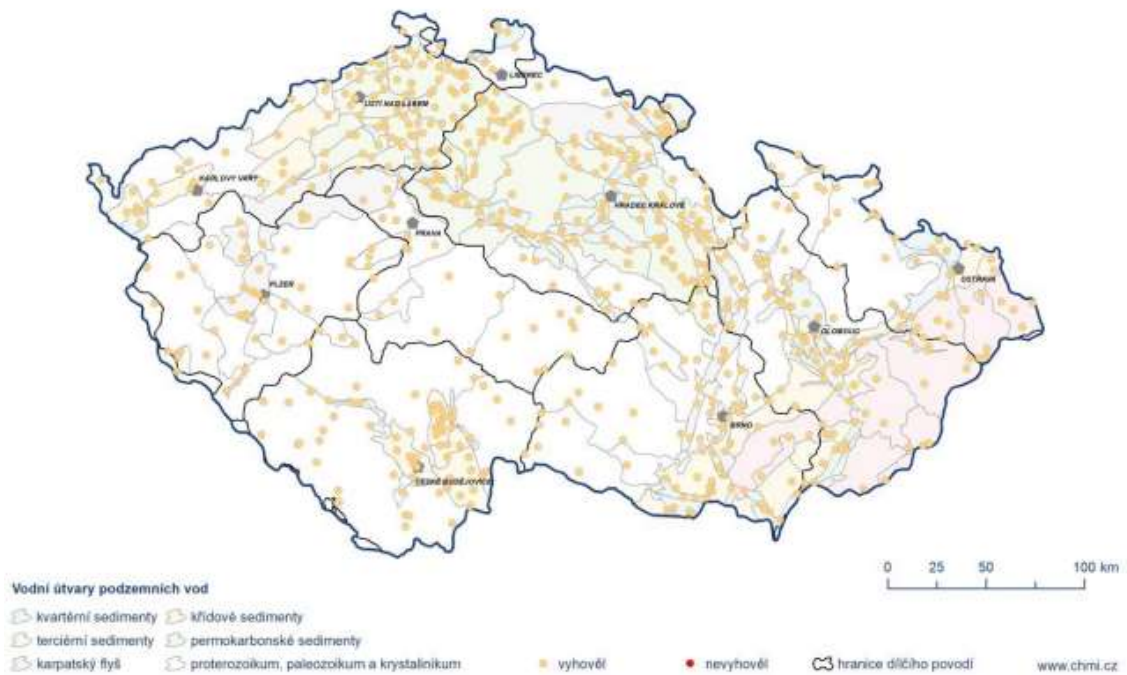 LIBEREC
ÚSTÍ NAD LABEM
KARLOVY VARY
HRADEC KRÁLOVÉ
PRAHA
OSTRAVA
PLZEŇ
OLOMOUC
BRNO
ČESKÉ BUDĚJOVICE
0 25 50 100 km
Vodní útvary podzemních vod
kvartérní sedimenty křídové sedimenty
terciérní sedimenty permokarbonské sedimenty
karpatský flyš proterozoikum, paleozoikum a krystalinikum vyhověl nevyhověl hranice dílčího povodí www.chmi.cz